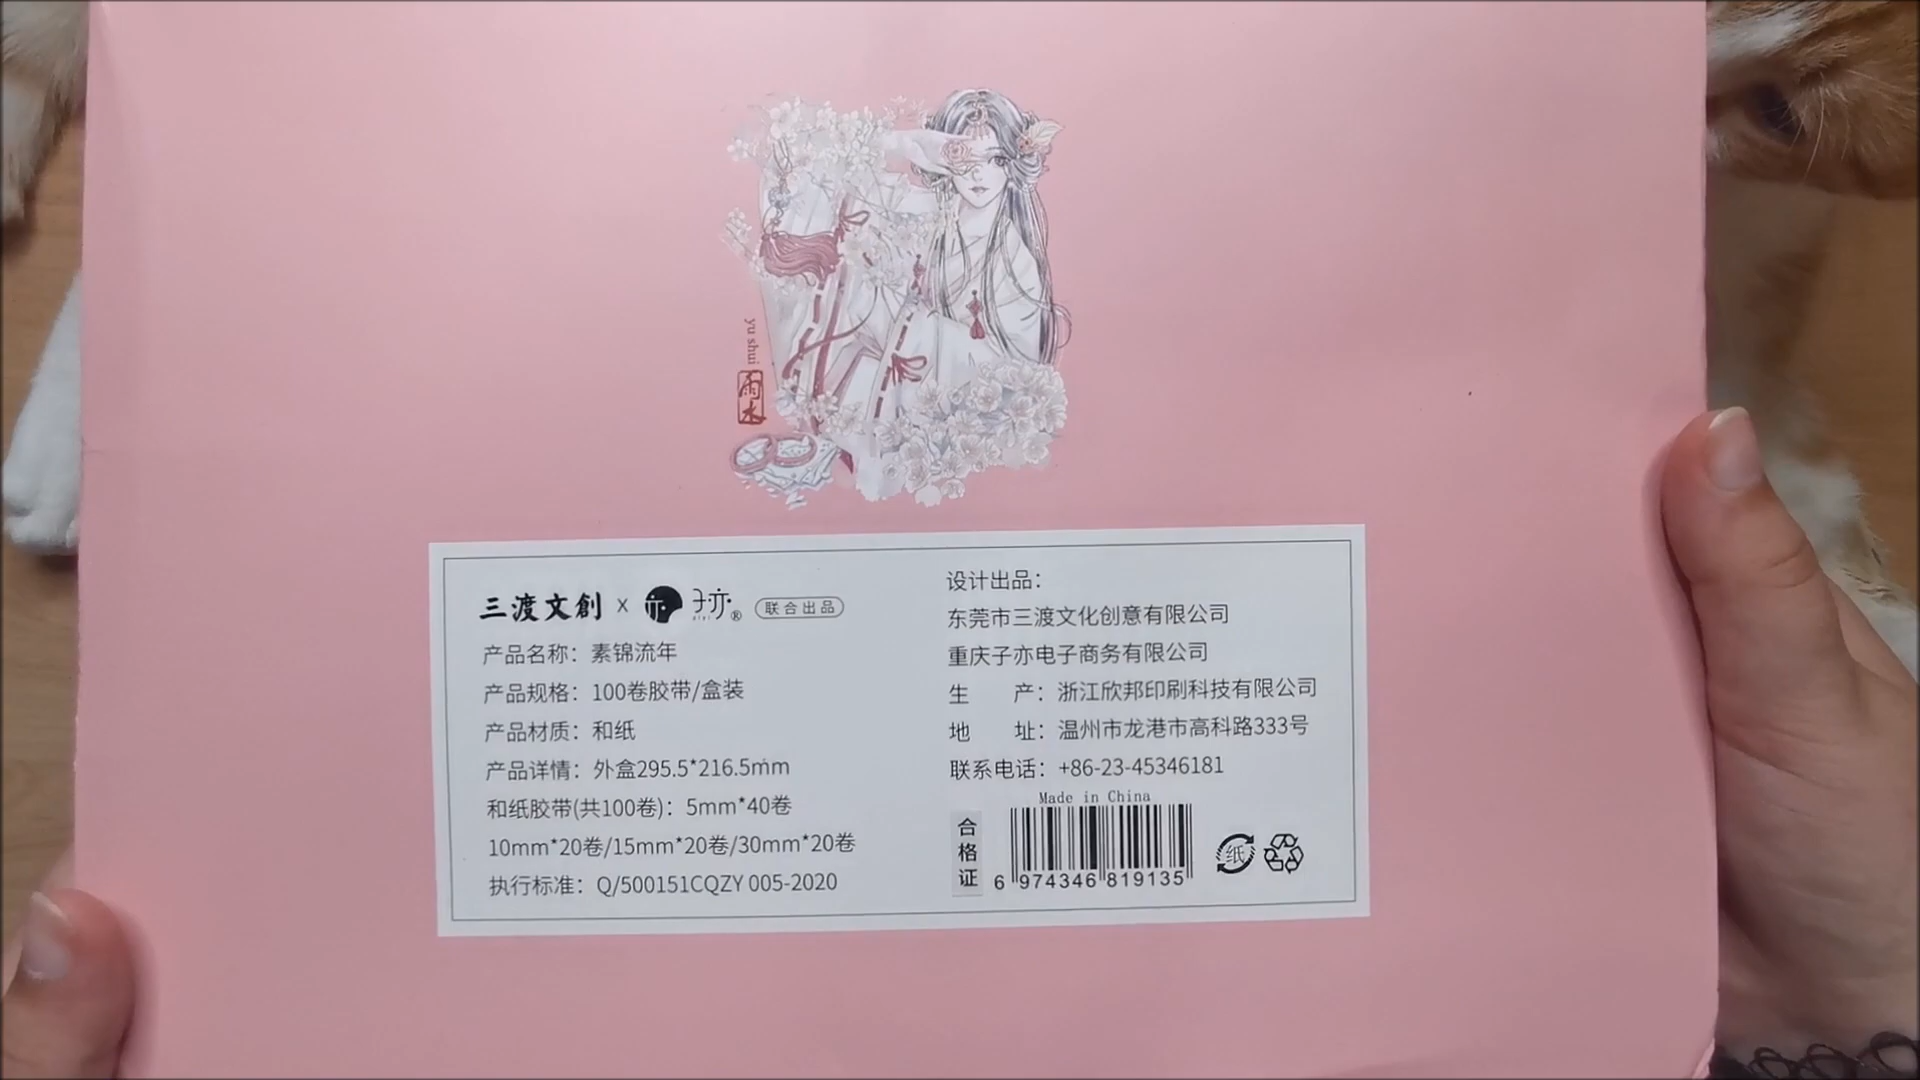 yu shui
雨水
三渡文創 x 亦 子亦® 联合出品
产品名称：素锦流年
产品规格：100卷胶带/盒装
产品材质：和纸
产品详情：外盒295.5*216.5mm
和纸胶带(共100卷)：5mm*40卷
10mm*20卷/15mm*20卷/30mm*20卷
执行标准：Q/500151CQZY 005-2020
设计出品：
东莞市三渡文化创意有限公司
重庆子亦电子商务有限公司
生 产：浙江欣邦印刷科技有限公司
地 址：温州市龙港市高科路333号
联系电话：+86-23-45346181
Made in China
合格证
6 974346 819135
纸